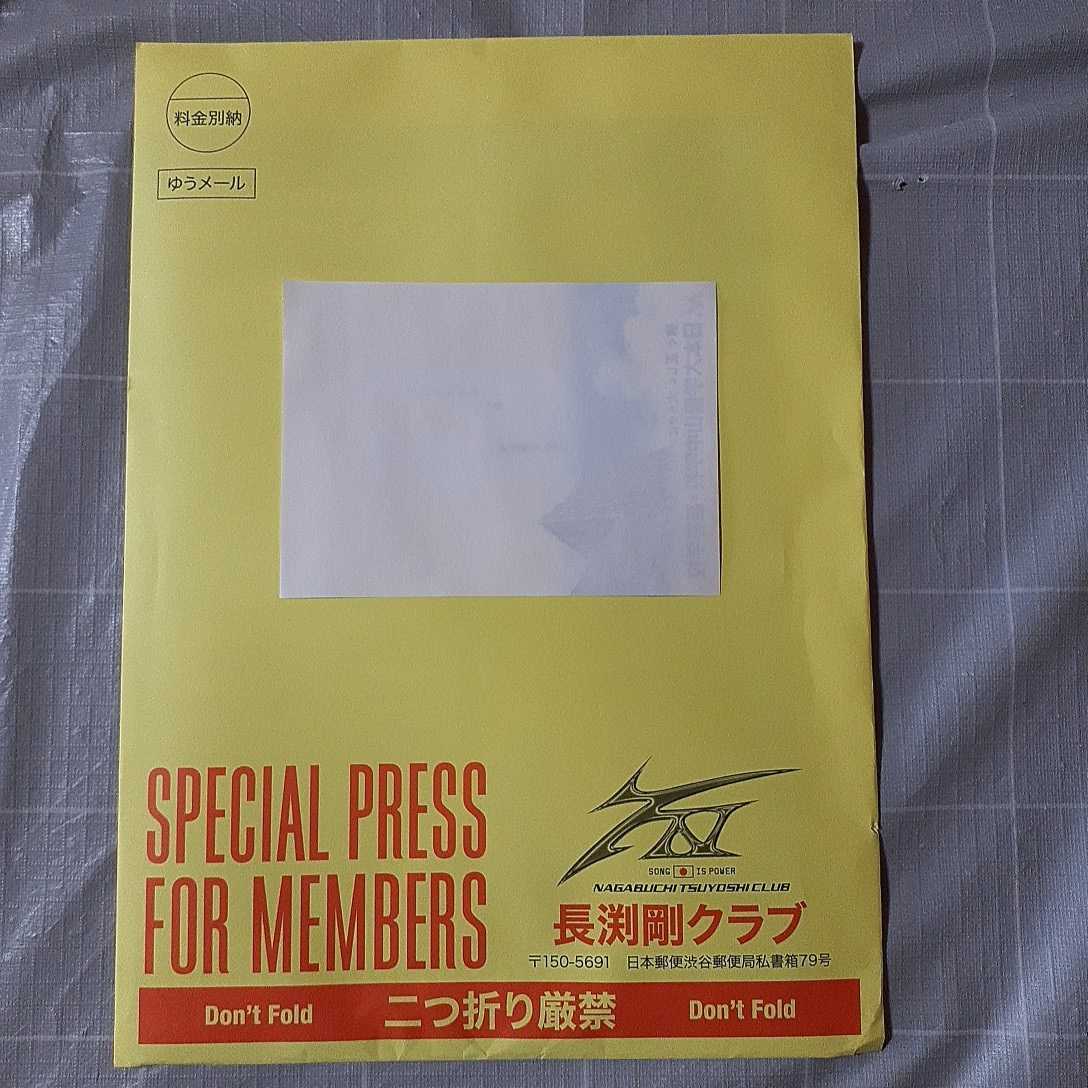 料金別納
ゆうメール
SPECIAL PRESS
FOR MEMBERS
SONG IS POWER
NAGABUCHI TSUYOSHI CLUB
長渕剛クラブ
〒150-5691 日本郵便渋谷郵便局私書箱79号
Don't Fold 二つ折り厳禁 Don't Fold